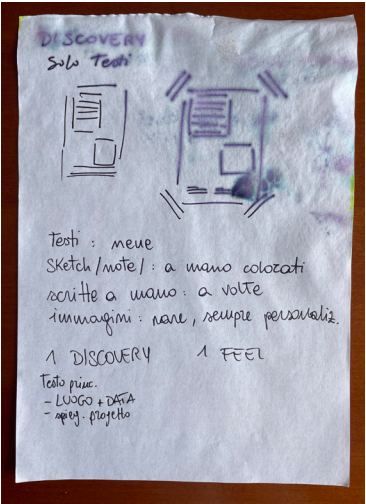 DISCOVERY
Solo Testi
Testi : neue
Sketch/note/: a mano colorati
scritte a mano : a volte
immagini : rare, sempre personaliz.
1 DISCOVERY 1 FEEL
Testo princ.
- LUOGO + DATA
- spieg. progetto